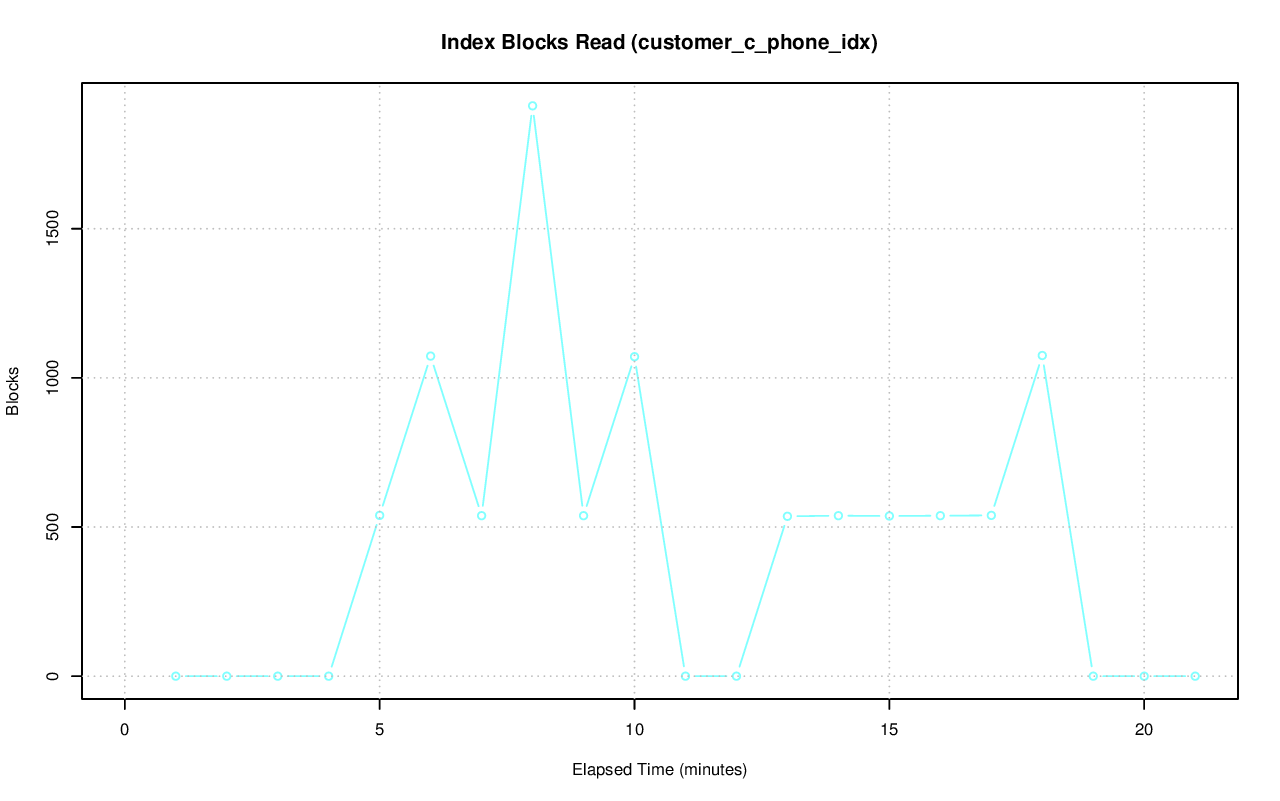 Index Blocks Read (customer_c_phone_idx)
Blocks
1500
1000
500
0
0 5 10 15 20
Elapsed Time (minutes)